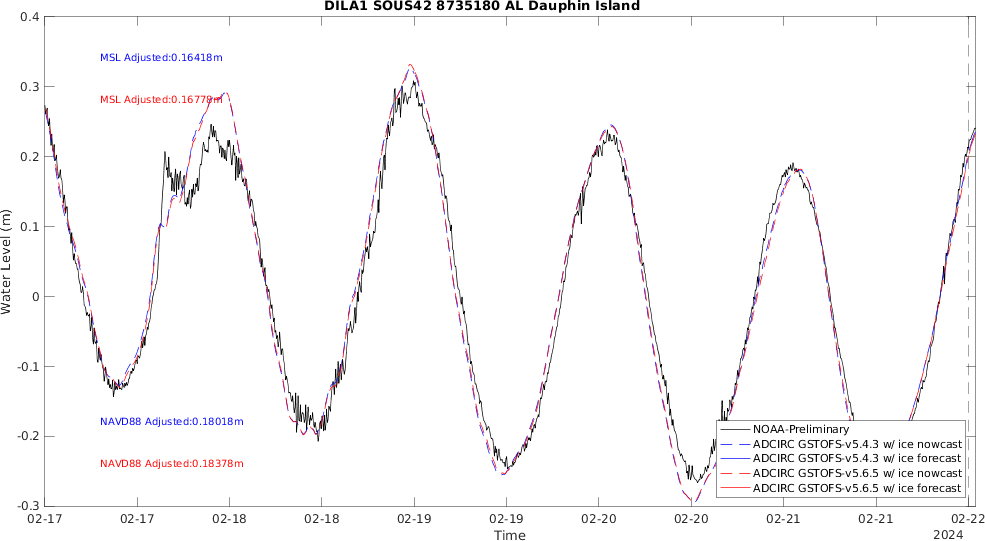 DILA1 SOUS42 8735180 AL Dauphin Island
0.4
0.3
0.2
0.1
0
-0.1
-0.2
-0.3
Water Level (m)
MSL Adjusted:0.16418m
MSL Adjusted:0.16778m
NAVD88 Adjusted:0.18018m
NAVD88 Adjusted:0.18378m
NOAA-Preliminary
ADCIRC GSTOFS-v5.4.3 w/ ice nowcast
ADCIRC GSTOFS-v5.4.3 w/ ice forecast
ADCIRC GSTOFS-v5.6.5 w/ ice nowcast
ADCIRC GSTOFS-v5.6.5 w/ ice forecast
02-17 02-17 02-18 02-18 02-19 02-19 02-20 02-20 02-21 02-21 02-22
2024
Time